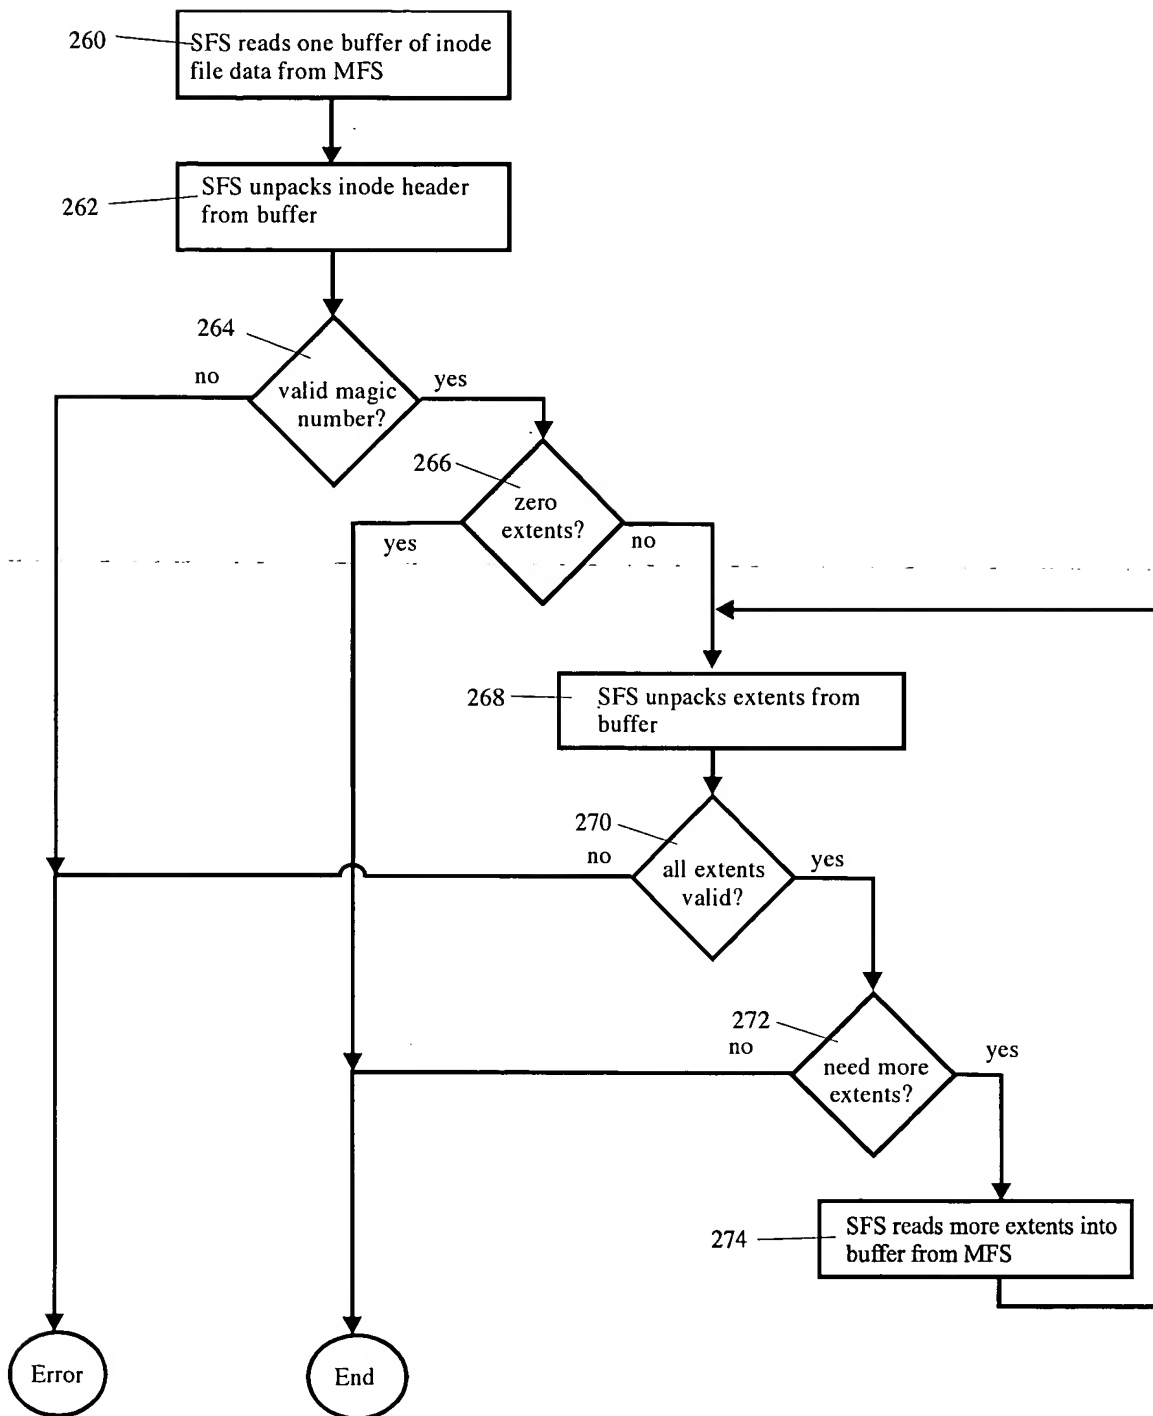 260
SFS reads one buffer of inode
file data from MFS
262
SFS unpacks inode header
from buffer
264
no
yes
valid magic
number?
266
zero
extents?
yes
no
268
SFS unpacks extents from
buffer
270
no
yes
all extents
valid?
272
no
yes
need more
extents?
274
SFS reads more extents into
buffer from MFS
Error
End